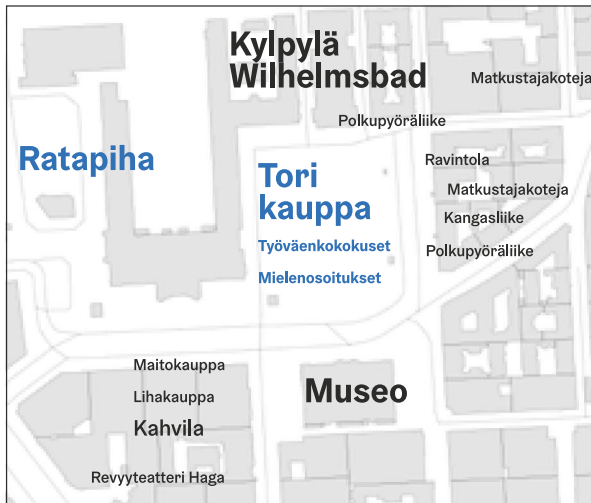 Kylpylä
Wilhelmsbad
Matkustajakoteja
Polkupyöräliike
Ratapiha
Tori
kauppa
Työväenkokokuset
Mielenosoitukset
Ravintola
Matkustajakoteja
Kangasliike
Polkupyöräliike
Maitokauppa
Lihakauppa
Kahvila
Revyyteatteri Haga
Museo